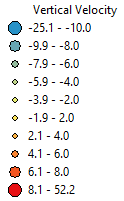 Vertical Velocity
-25.1 - -10.0
-9.9 - -8.0
-7.9 - -6.0
-5.9 - -4.0
-3.9 - -2.0
-1.9 - 2.0
2.1 - 4.0
4.1 - 6.0
6.1 - 8.0
8.1 - 52.2